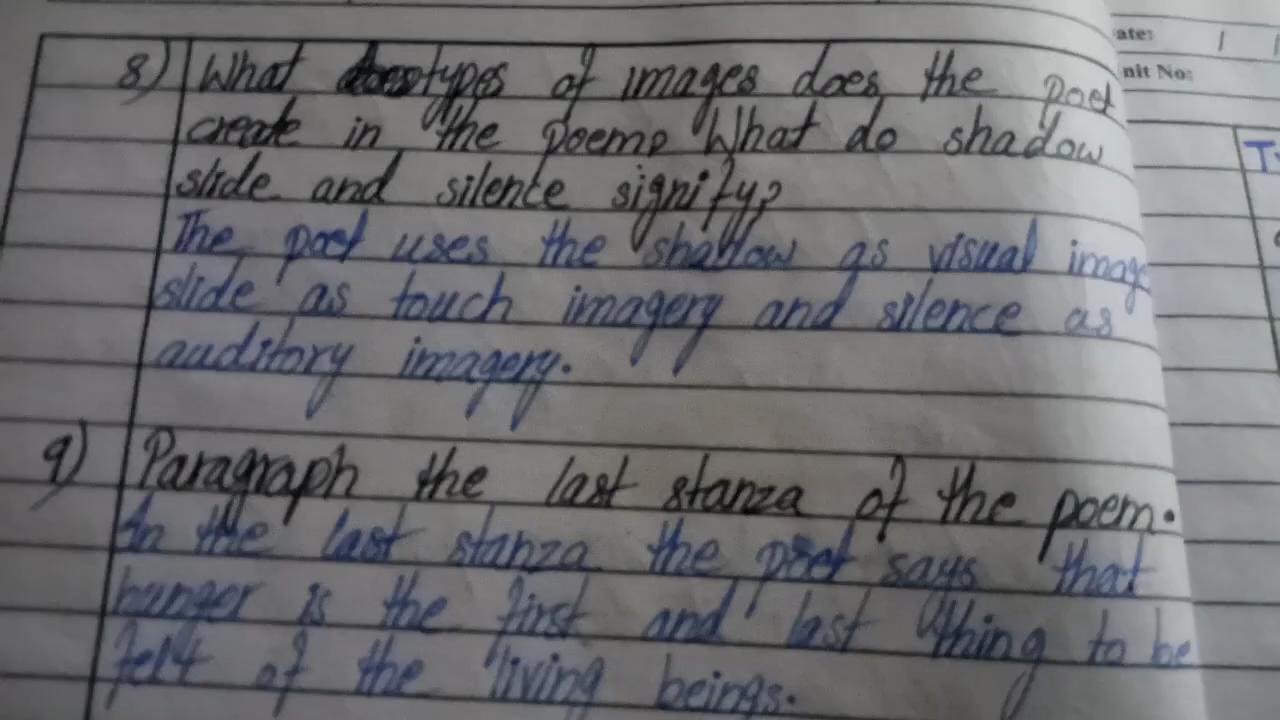 ate: / /
nit No:
8) What types of images does the poet
create in the poem? What do shadow
slide and silence signify?
The poet uses the shadow as visual image
slide as touch imagery and silence as
auditory imagery.
9) Paragraph the last stanza of the poem.
In the last stanza the poet says that
hunger is the first and last thing to be
felt of the living beings.